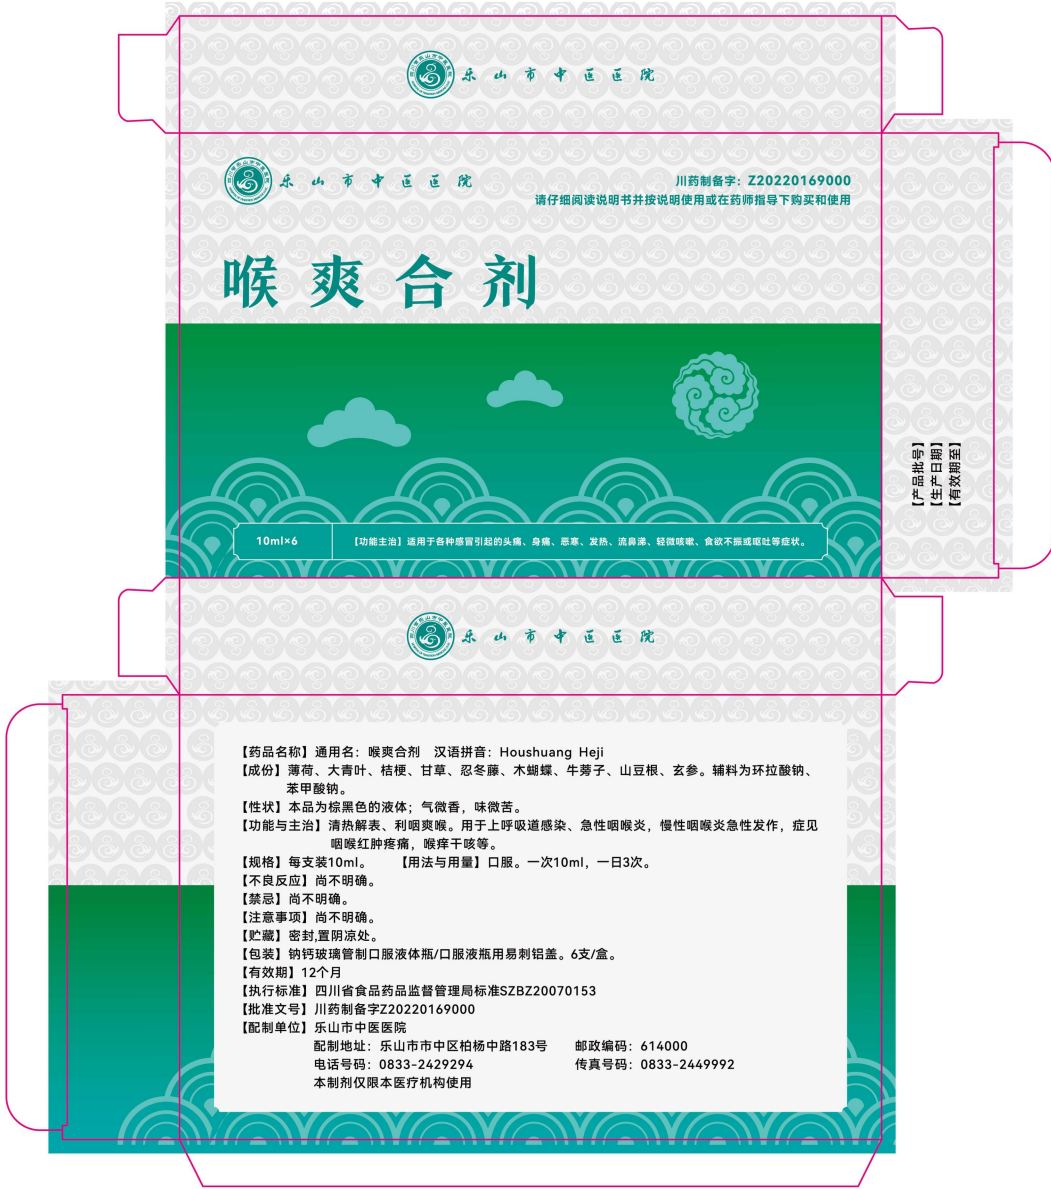 乐山市中医医院
乐山市中医医院
川药制备字：Z20220169000
请仔细阅读说明书并按说明使用或在药师指导下购买和使用
喉爽合剂
【产品批号】
【生产日期】
【有效期至】
10ml×6
【功能主治】适用于各种感冒引起的头痛、身痛、恶寒、发热、流鼻涕、轻微咳嗽、食欲不振或呕吐等症状。
乐山市中医医院
【药品名称】通用名：喉爽合剂 汉语拼音：Houshuang Heji
【成份】薄荷、大青叶、桔梗、甘草、忍冬藤、木蝴蝶、牛蒡子、山豆根、玄参。辅料为环拉酸钠、
苯甲酸钠。
【性状】本品为棕黑色的液体；气微香，味微苦。
【功能与主治】清热解表、利咽爽喉。用于上呼吸道感染、急性咽喉炎，慢性咽喉炎急性发作，症见
咽喉红肿疼痛，喉痒干咳等。
【规格】每支装10ml。 【用法与用量】口服。一次10ml，一日3次。
【不良反应】尚不明确。
【禁忌】尚不明确。
【注意事项】尚不明确。
【贮藏】密封,置阴凉处。
【包装】钠钙玻璃管制口服液体瓶/口服液瓶用易刺铝盖。6支/盒。
【有效期】12个月
【执行标准】四川省食品药品监督管理局标准SZBZ20070153
【批准文号】川药制备字Z20220169000
【配制单位】乐山市中医医院
配制地址：乐山市市中区柏杨中路183号 邮政编码：614000
电话号码：0833-2429294 传真号码：0833-2449992
本制剂仅限本医疗机构使用